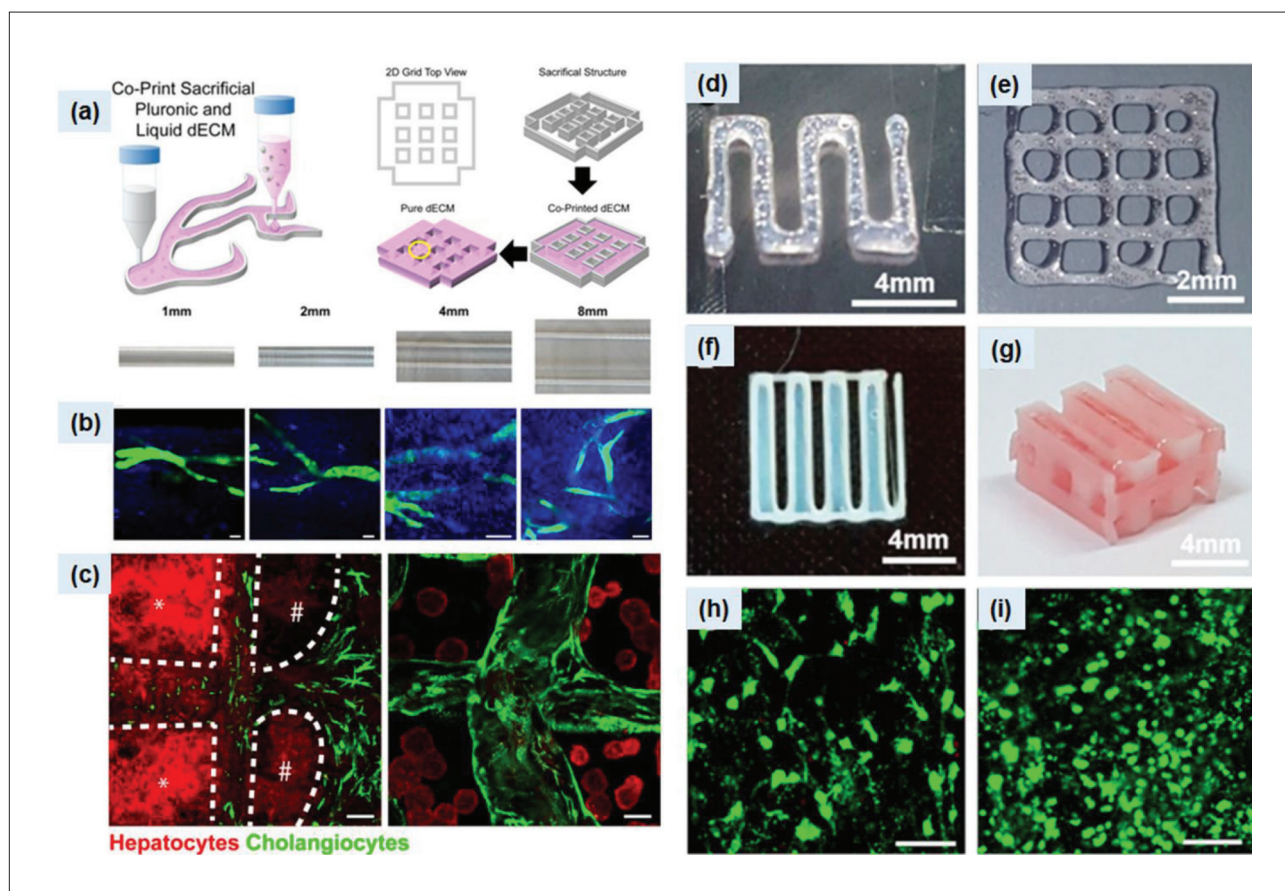 (a)
Co-Print Sacrificial
Pluronic and
Liquid dECM
2D Grid Top View
Sacrifical Structure
Pure dECM
Co-Printed dECM
1mm
2mm
4mm
8mm
(b)
(c)
*
#
*
#
Hepatocytes Cholangiocytes
(d)
4mm
(e)
2mm
(f)
4mm
(g)
4mm
(h)
(i)